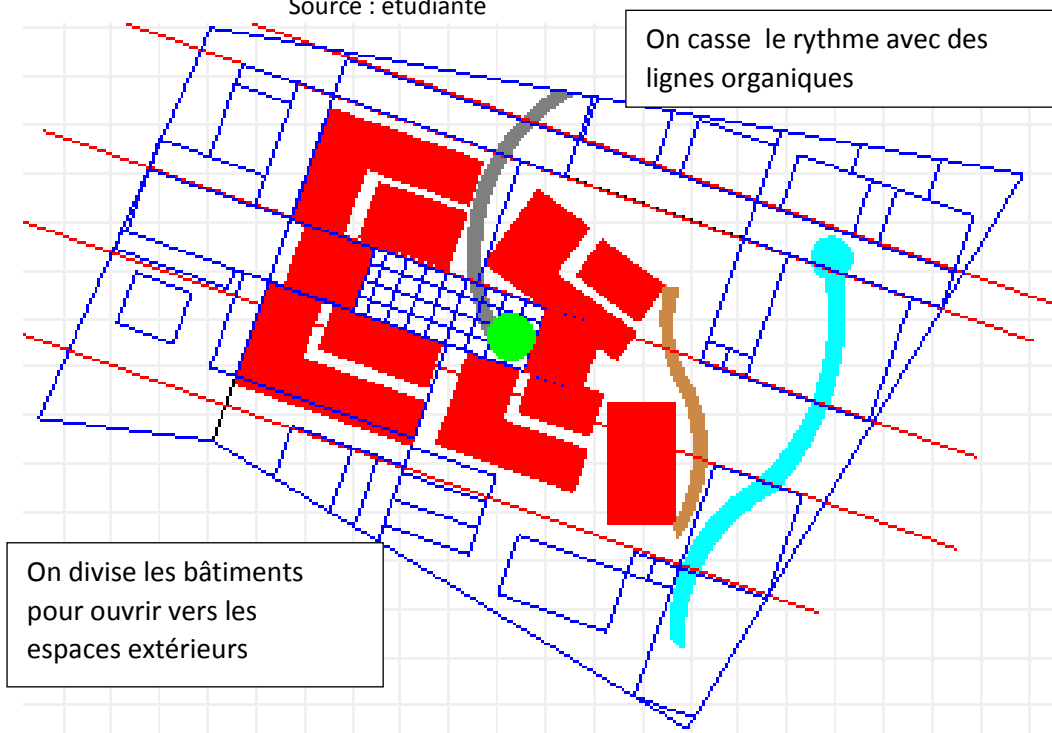 Source : étudiante
On casse  le rythme avec des
lignes organiques
On divise les bâtiments
pour ouvrir vers les
espaces extérieurs